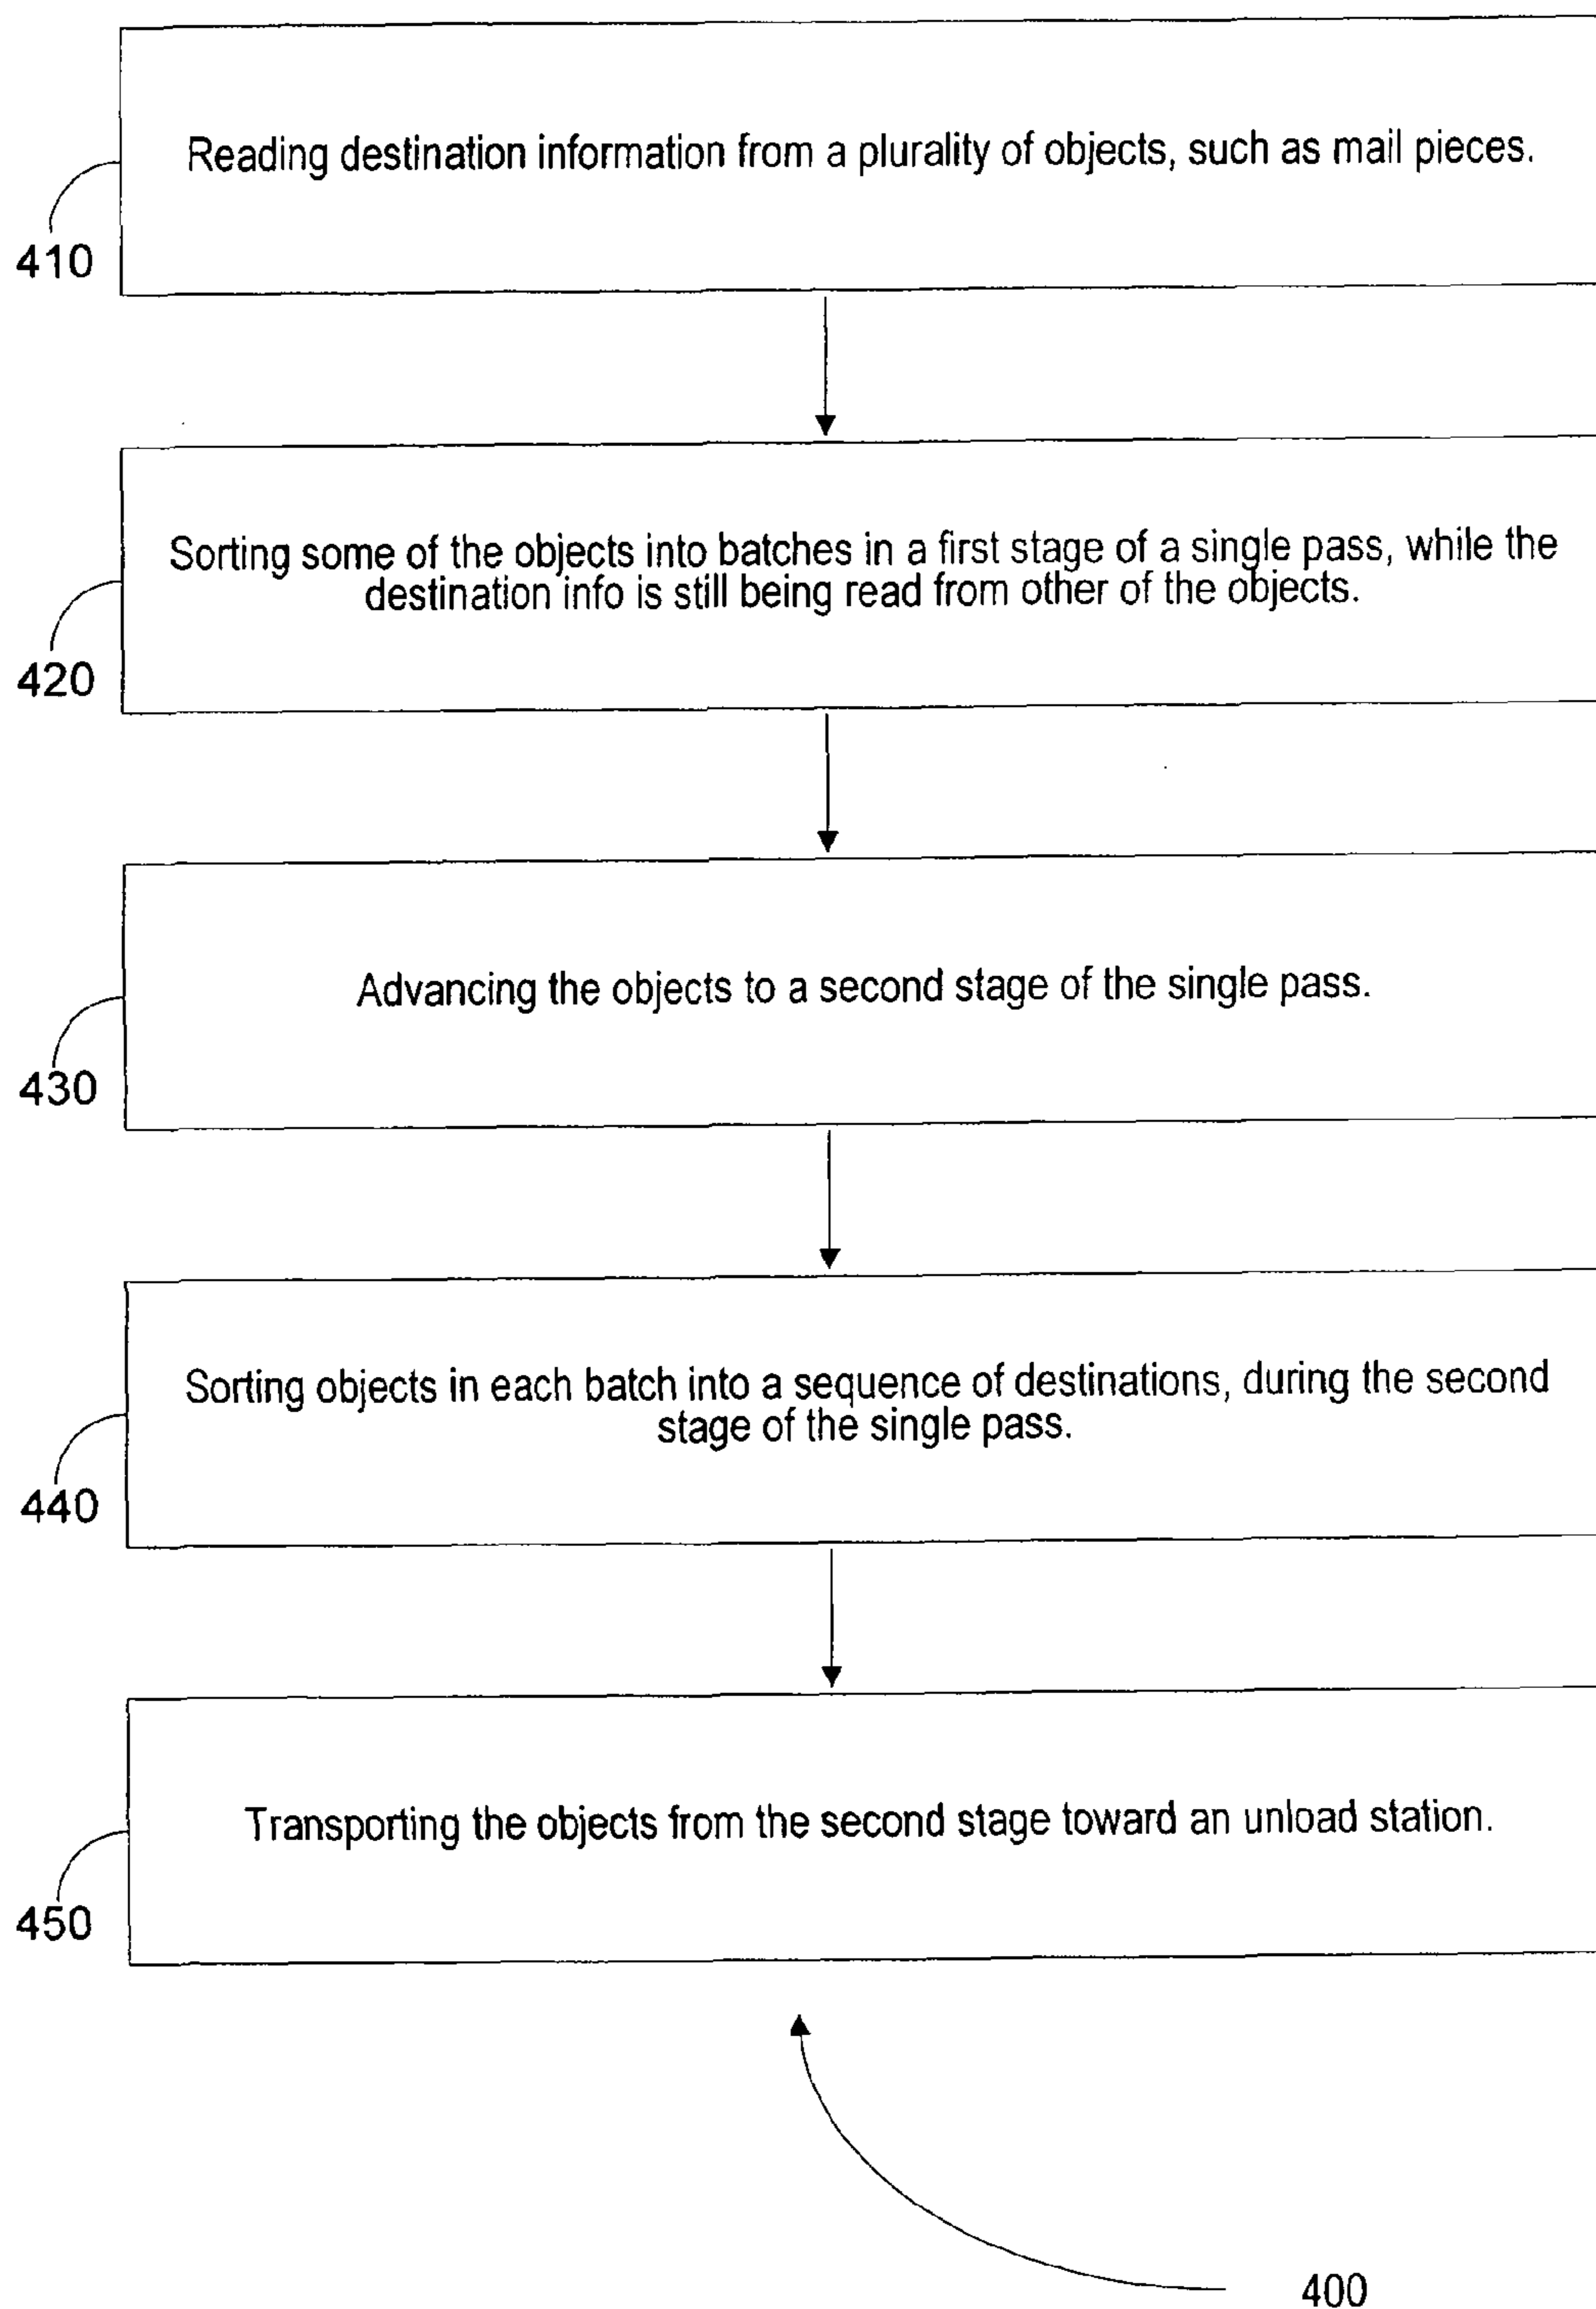 Reading destination information from a plurality of objects, such as mail pieces.
410
Sorting some of the objects into batches in a first stage of a single pass, while the
destination info is still being read from other of the objects.
420
Advancing the objects to a second stage of the single pass.
430
Sorting objects in each batch into a sequence of destinations, during the second
stage of the single pass.
440
Transporting the objects from the second stage toward an unload station.
450
400